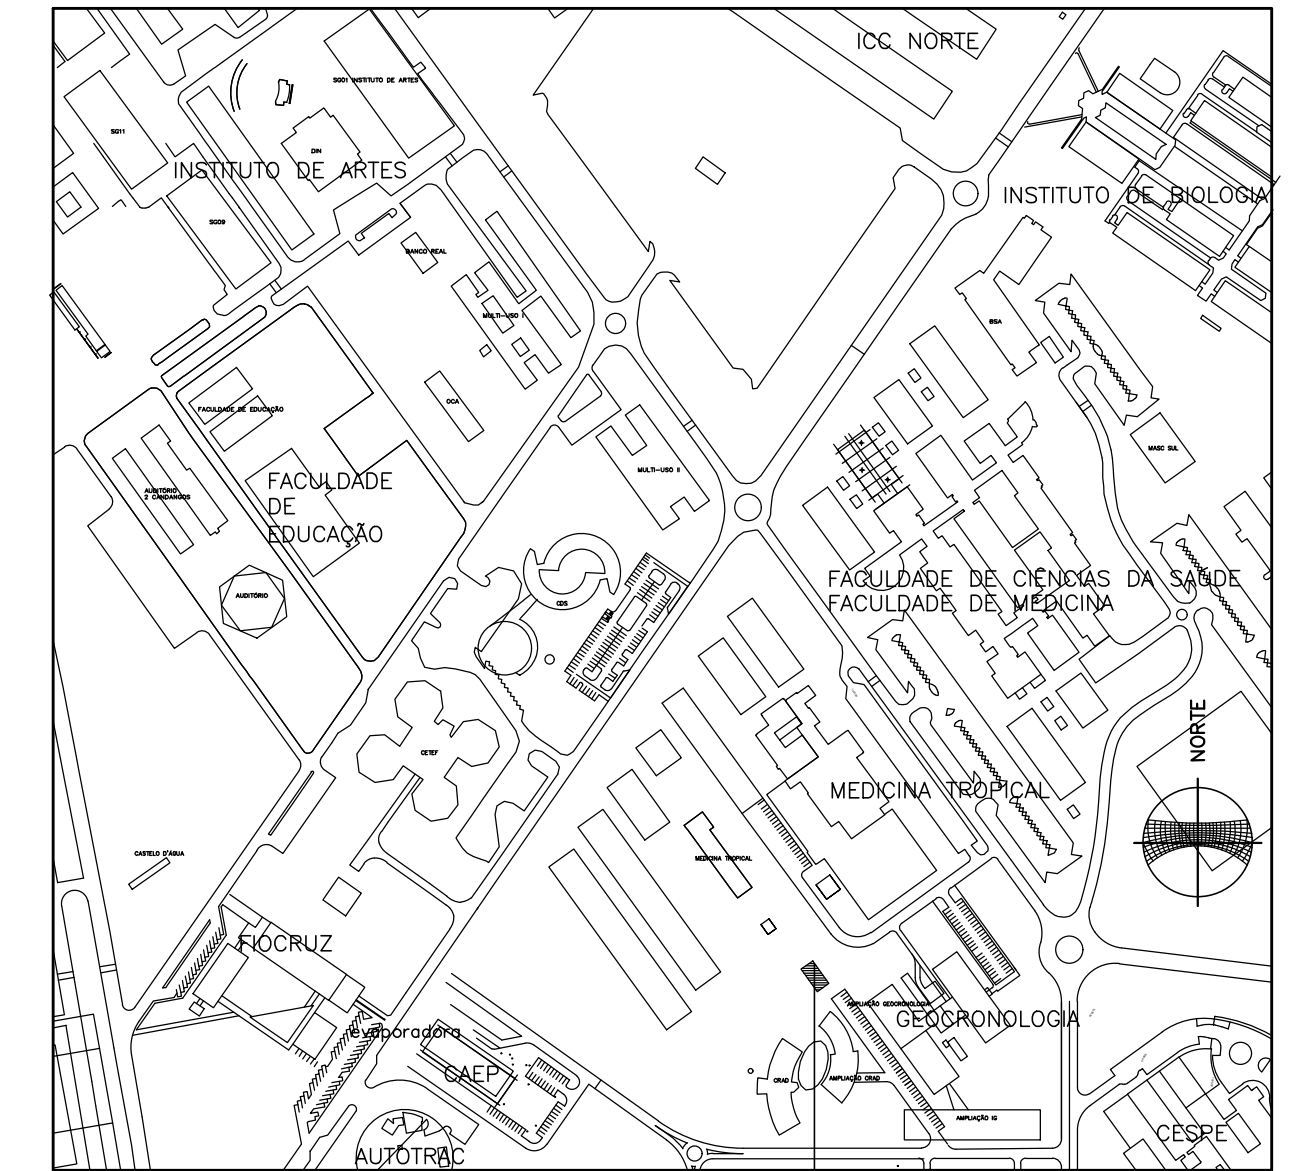 ICC NORTE
SG01 INSTITUTO DE ARTES
SG11
DIN
INSTITUTO DE ARTES
INSTITUTO DE BIOLOGIA
SG09
BANCO REAL
MULTI-USO I
BSA
OCA
FACULDADE DE EDUCAÇÃO
MASC SUL
MULTI-USO II
FACULDADE
DE
EDUCAÇÃO
AUDITÓRIO
2 CANDANGOS
FACULDADE DE CIÊNCIAS DA SAÚDE
FACULDADE DE MEDICINA
AUDITÓRIO
CDS
NORTE
CETEF
MEDICINA TROPICAL
CASTELO D'ÁGUA
MEDICINA TROPICAL
FIOCRUZ
AMPLIAÇÃO GEOCRONOLOGIA
GEOCRONOLOGIA
evaporadora
CAEP
CRAD
AMPLIAÇÃO CRAD
AMPLIAÇÃO IG
CESPE
AUTOTRAC